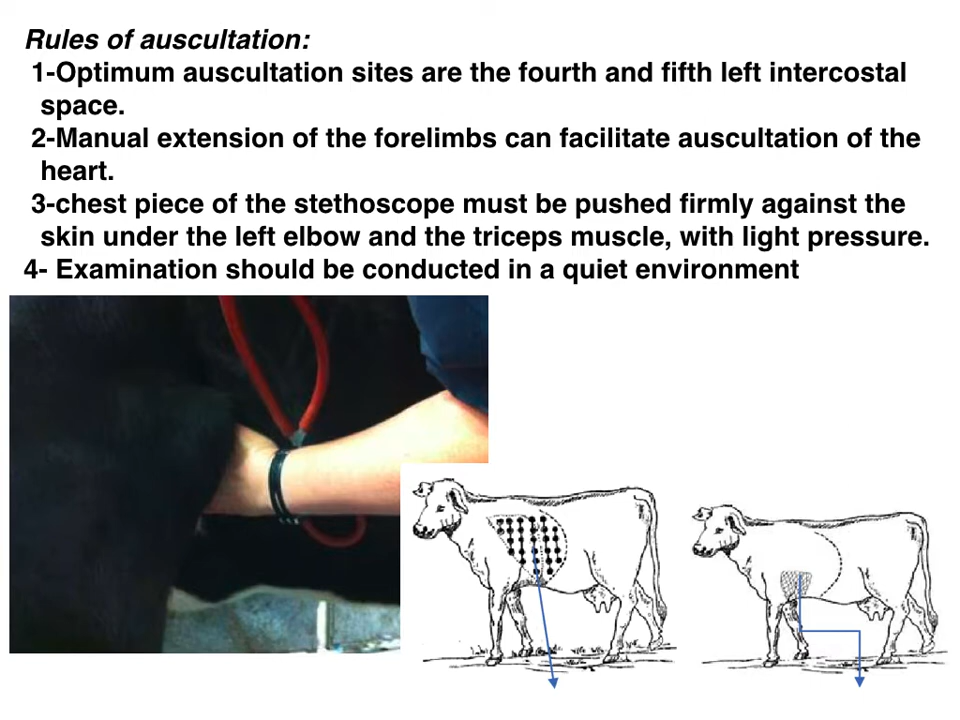 Rules of auscultation:
1-Optimum auscultation sites are the fourth and fifth left intercostal
space.
2-Manual extension of the forelimbs can facilitate auscultation of the
heart.
3-chest piece of the stethoscope must be pushed firmly against the
skin under the left elbow and the triceps muscle, with light pressure.
4- Examination should be conducted in a quiet environment